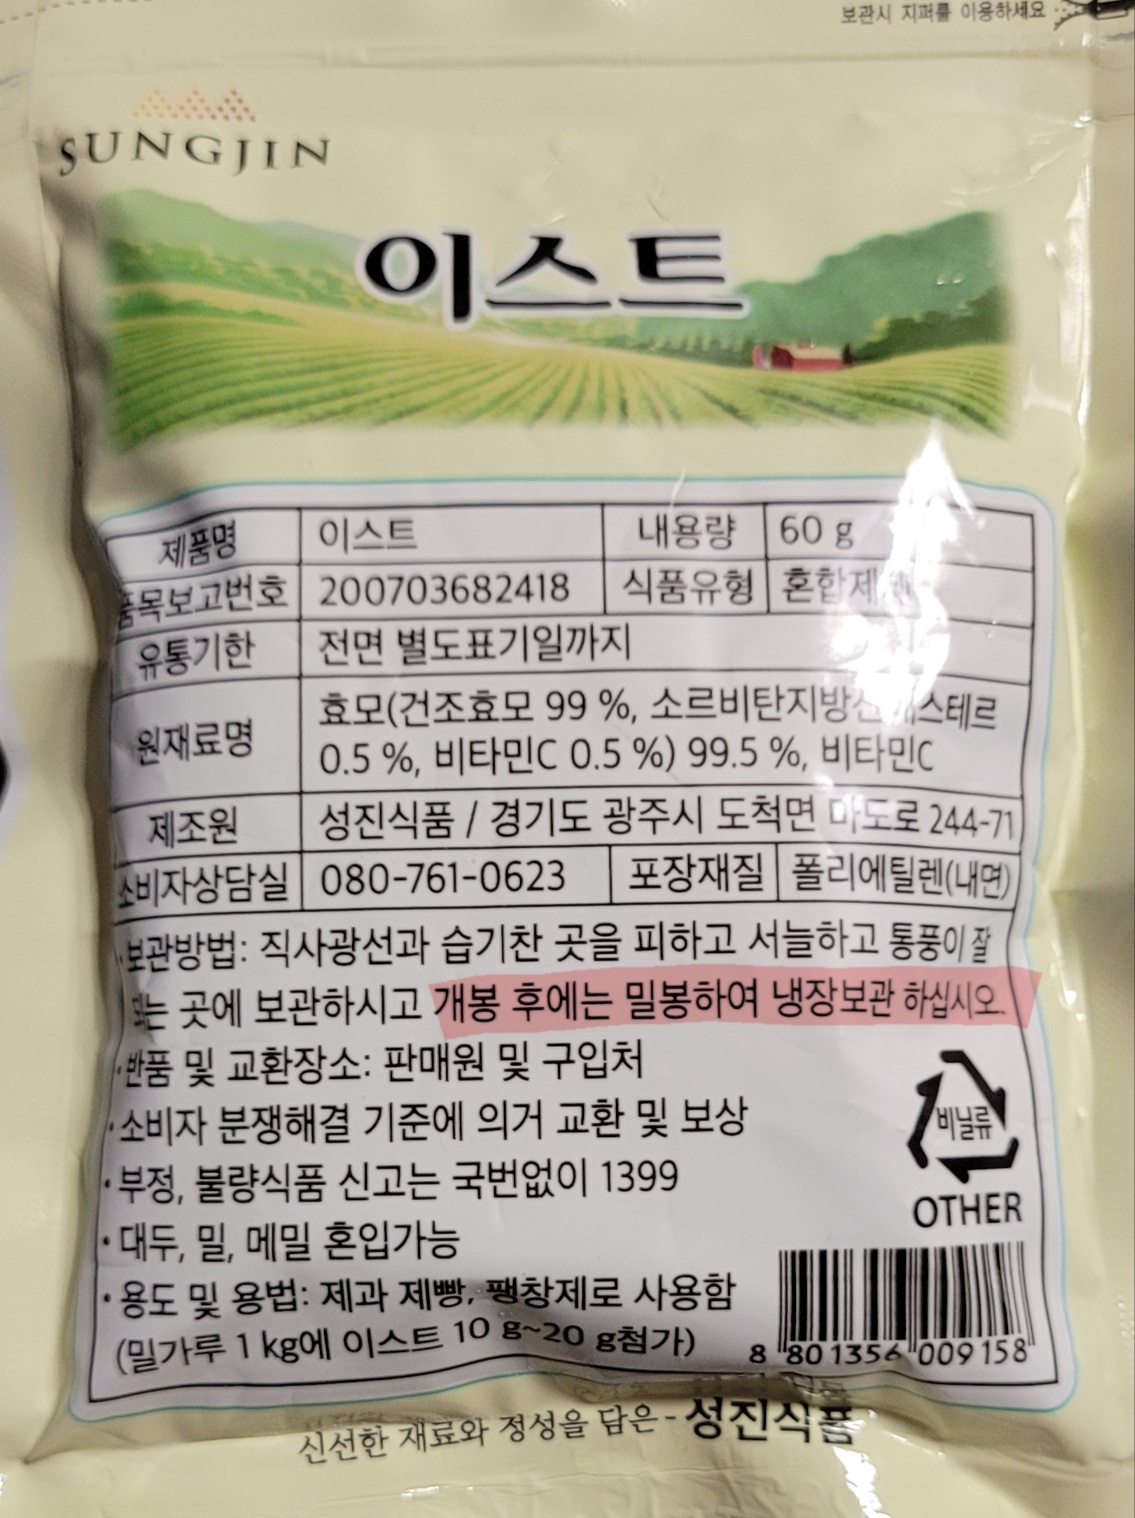 보관시 지퍼를 이용하세요
SUNGJIN
이스트
제품명 이스트 내용량 60 g
품목보고번호 200703682418 식품유형 혼합제제
유통기한 전면 별도표기일까지
원재료명 효모(건조효모 99 %, 소르비탄지방산에스테르
0.5 %, 비타민C 0.5 %) 99.5 %, 비타민C
제조원 성진식품 / 경기도 광주시 도척면 마도로 244-71
소비자상담실 080-761-0623 포장재질 폴리에틸렌(내면)
·보관방법: 직사광선과 습기찬 곳을 피하고 서늘하고 통풍이 잘
되는 곳에 보관하시고 개봉 후에는 밀봉하여 냉장보관 하십시오.
·반품 및 교환장소: 판매원 및 구입처
·소비자 분쟁해결 기준에 의거 교환 및 보상
·부정, 불량식품 신고는 국번없이 1399
·대두, 밀, 메밀 혼입가능
·용도 및 용법: 제과 제빵, 팽창제로 사용함
(밀가루 1 kg에 이스트 10 g~20 g첨가)
비닐류
OTHER
8 801356 009158
신선한 재료와 정성을 담은 - 성진식품